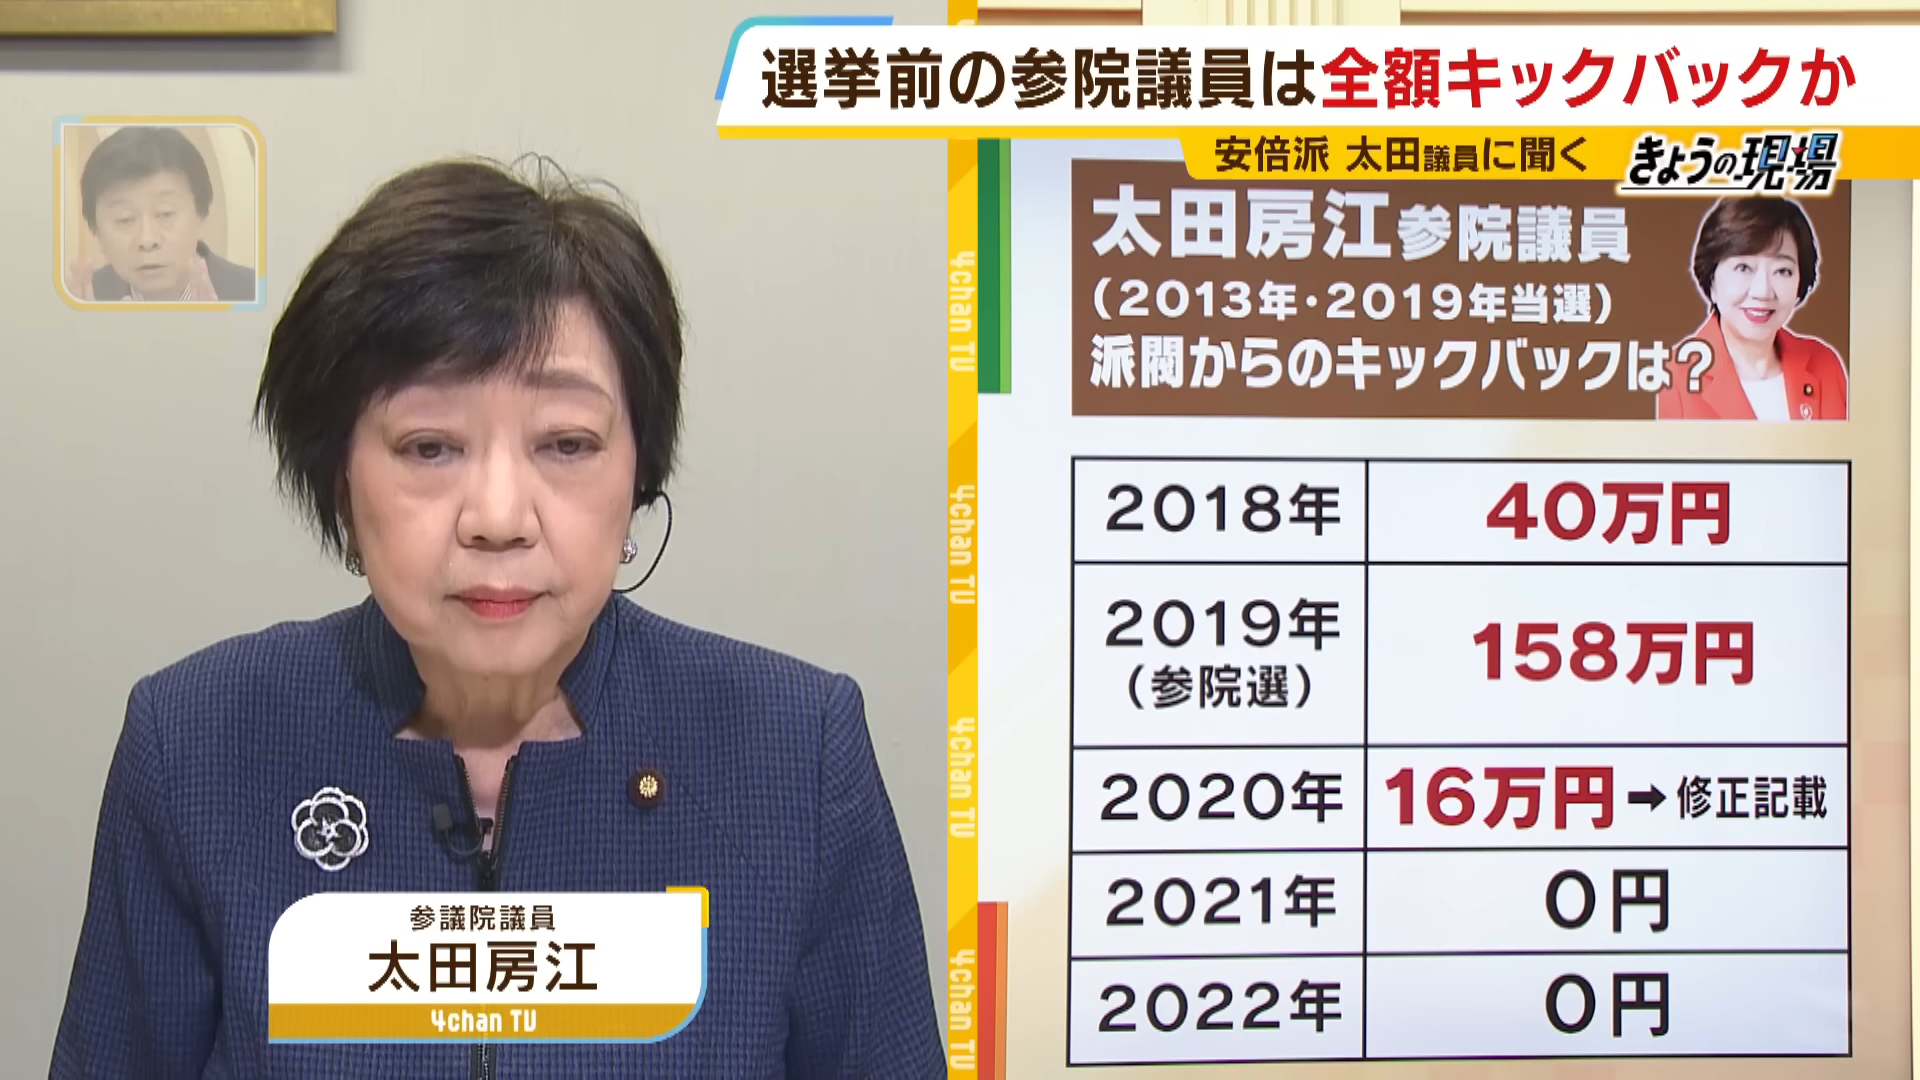 選挙前の参院議員は全額キックバックか
安倍派 太田議員に聞く
きょうの現場
太田房江参院議員
(2013年・2019年当選)
派閥からのキックバックは?
2018年 40万円
2019年 158万円
(参院選)
2020年 16万円➡修正記載
2021年 0円
2022年 0円
4chan TV
4chan TV
4chan TV
4chan TV
参議院議員
太田房江
4chan TV